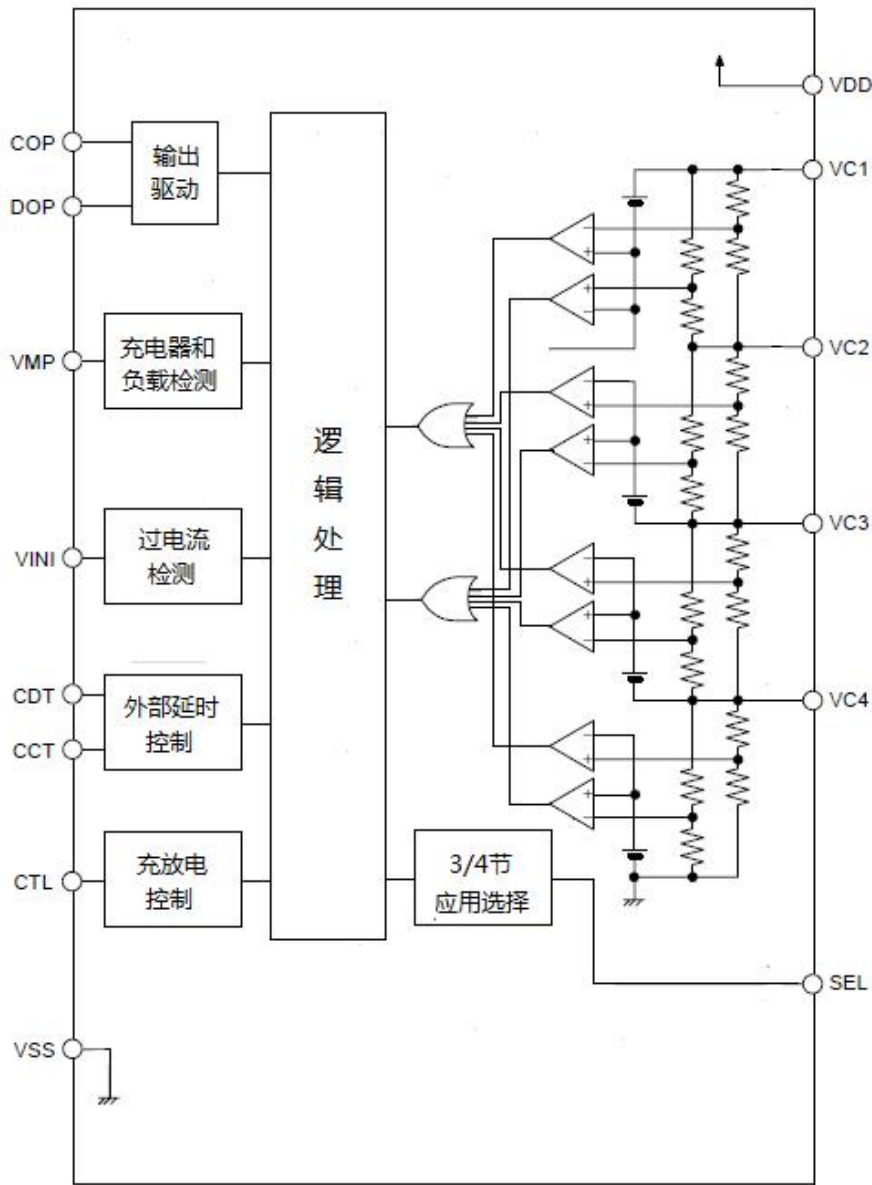 COP
DOP
输出
驱动
VMP
充电器和
负载检测
VINI
过电流
检测
CDT
CCT
外部延时
控制
CTL
充放电
控制
VSS
逻
辑
处
理
3/4节
应用选择
VDD
VC1
VC2
VC3
VC4
SEL